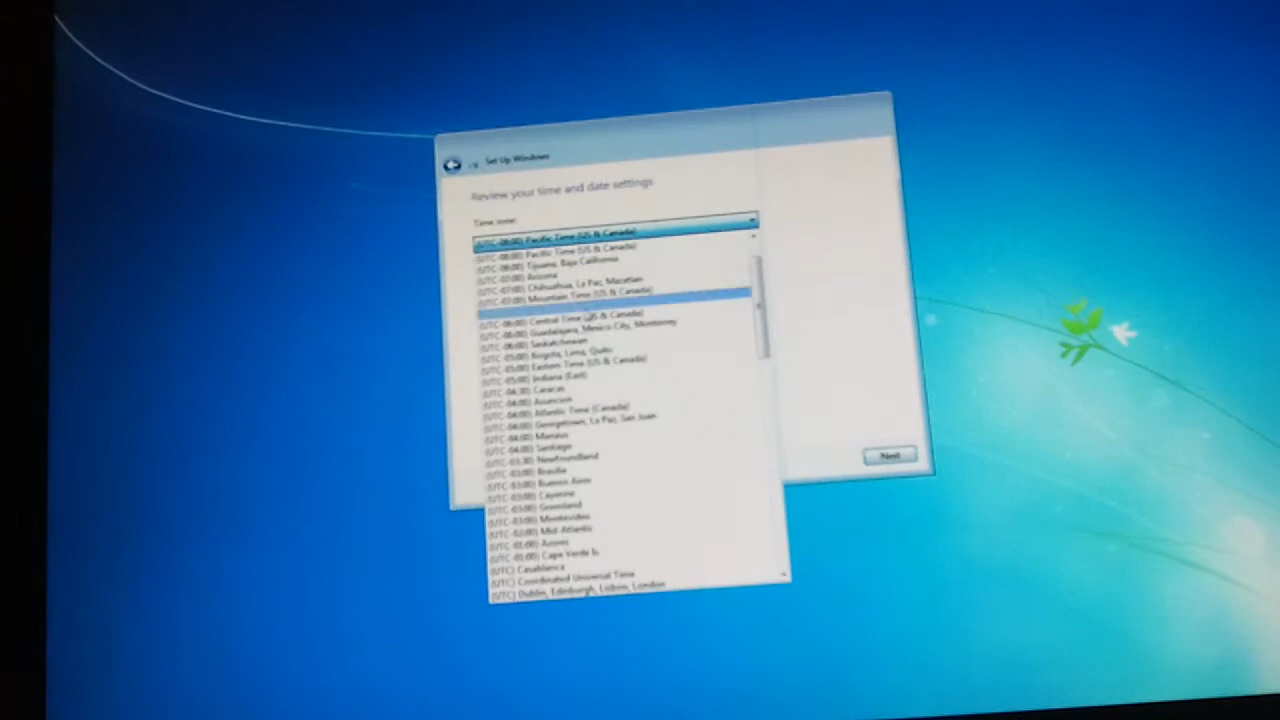 Set Up Windows
Review your time and date settings
Time zone:
(UTC-08:00) Pacific Time (US & Canada)
(UTC-08:00) Pacific Time (US & Canada)
(UTC-08:00) Tijuana, Baja California
(UTC-07:00) Arizona
(UTC-07:00) Chihuahua, La Paz, Mazatlan
(UTC-07:00) Mountain Time (US & Canada)
(UTC-06:00) Central Time (US & Canada)
(UTC-06:00) Guadalajara, Mexico City, Monterrey
(UTC-06:00) Saskatchewan
(UTC-05:00) Bogota, Lima, Quito
(UTC-05:00) Eastern Time (US & Canada)
(UTC-05:00) Indiana (East)
(UTC-04:30) Caracas
(UTC-04:00) Asuncion
(UTC-04:00) Atlantic Time (Canada)
(UTC-04:00) Georgetown, La Paz, San Juan
(UTC-04:00) Manaus
(UTC-04:00) Santiago
(UTC-03:30) Newfoundland
(UTC-03:00) Brasilia
(UTC-03:00) Buenos Aires
(UTC-03:00) Cayenne
(UTC-03:00) Greenland
(UTC-03:00) Montevideo
(UTC-02:00) Mid-Atlantic
(UTC-01:00) Azores
(UTC-01:00) Cape Verde Is.
(UTC) Casablanca
(UTC) Coordinated Universal Time
(UTC) Dublin, Edinburgh, Lisbon, London
Next